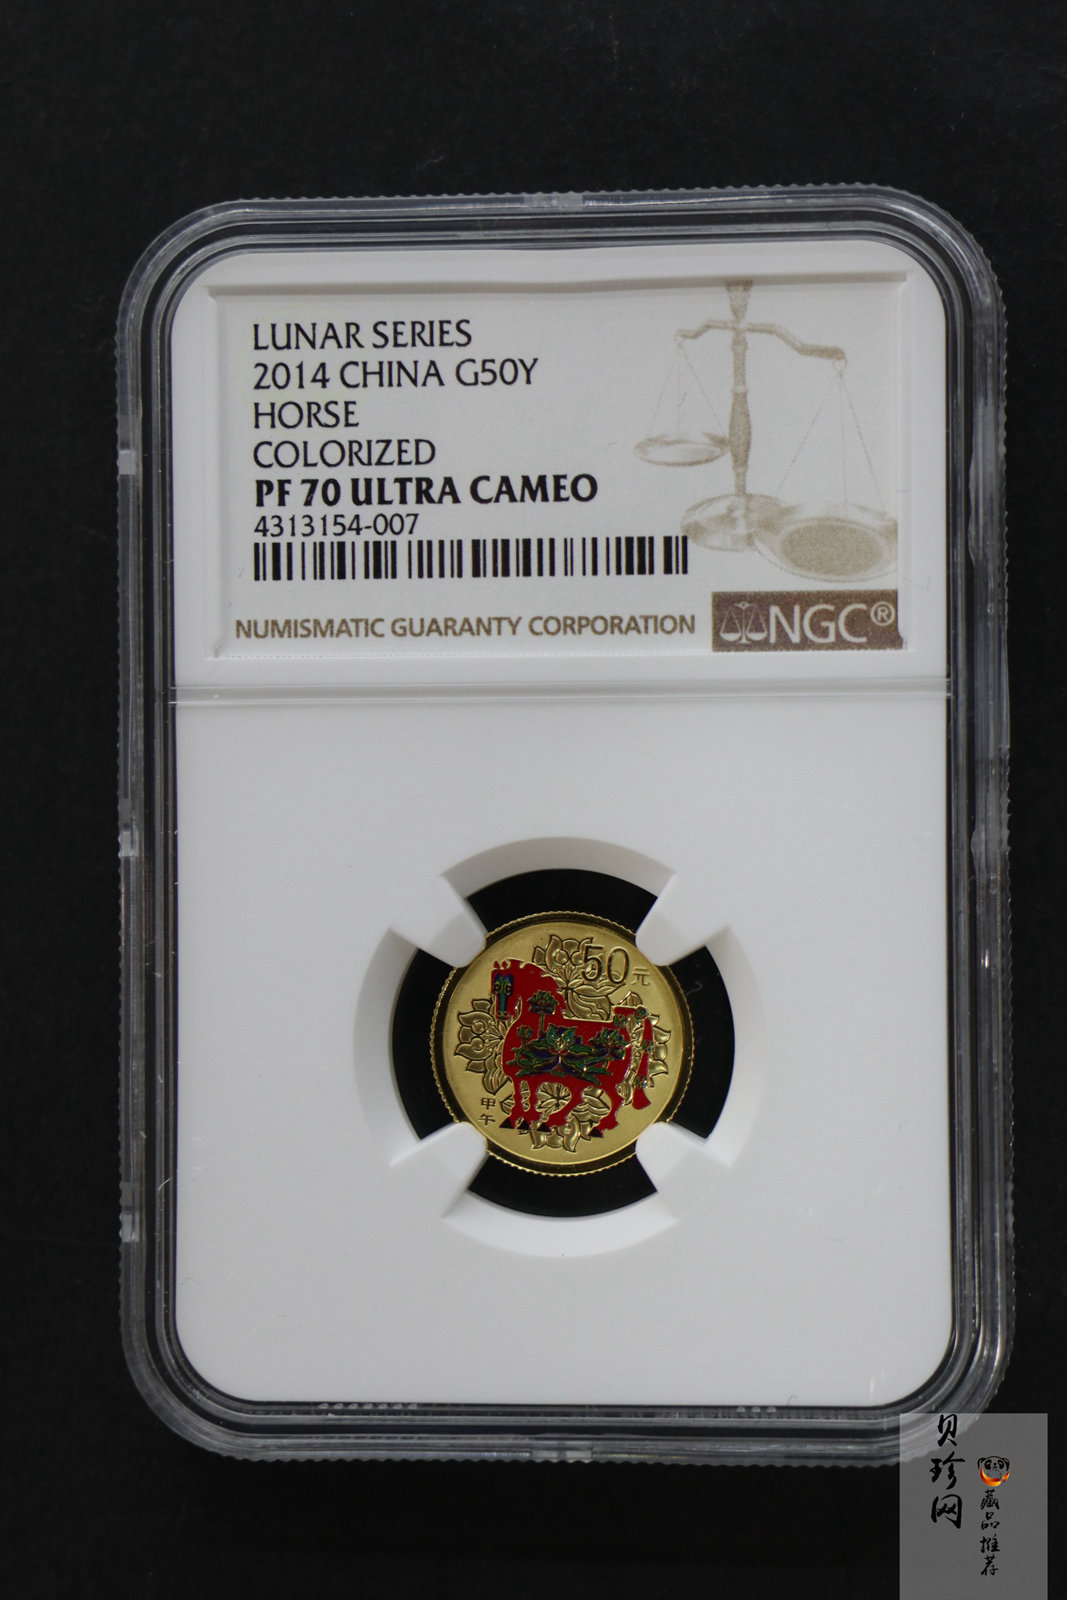 LUNAR SERIES
2014 CHINA G50Y
HORSE
COLORIZED
PF 70 ULTRA CAMEO
4313154-007
NUMISMATIC GUARANTY CORPORATION
NGC®
50元
甲午
贝珍网
藏品推荐